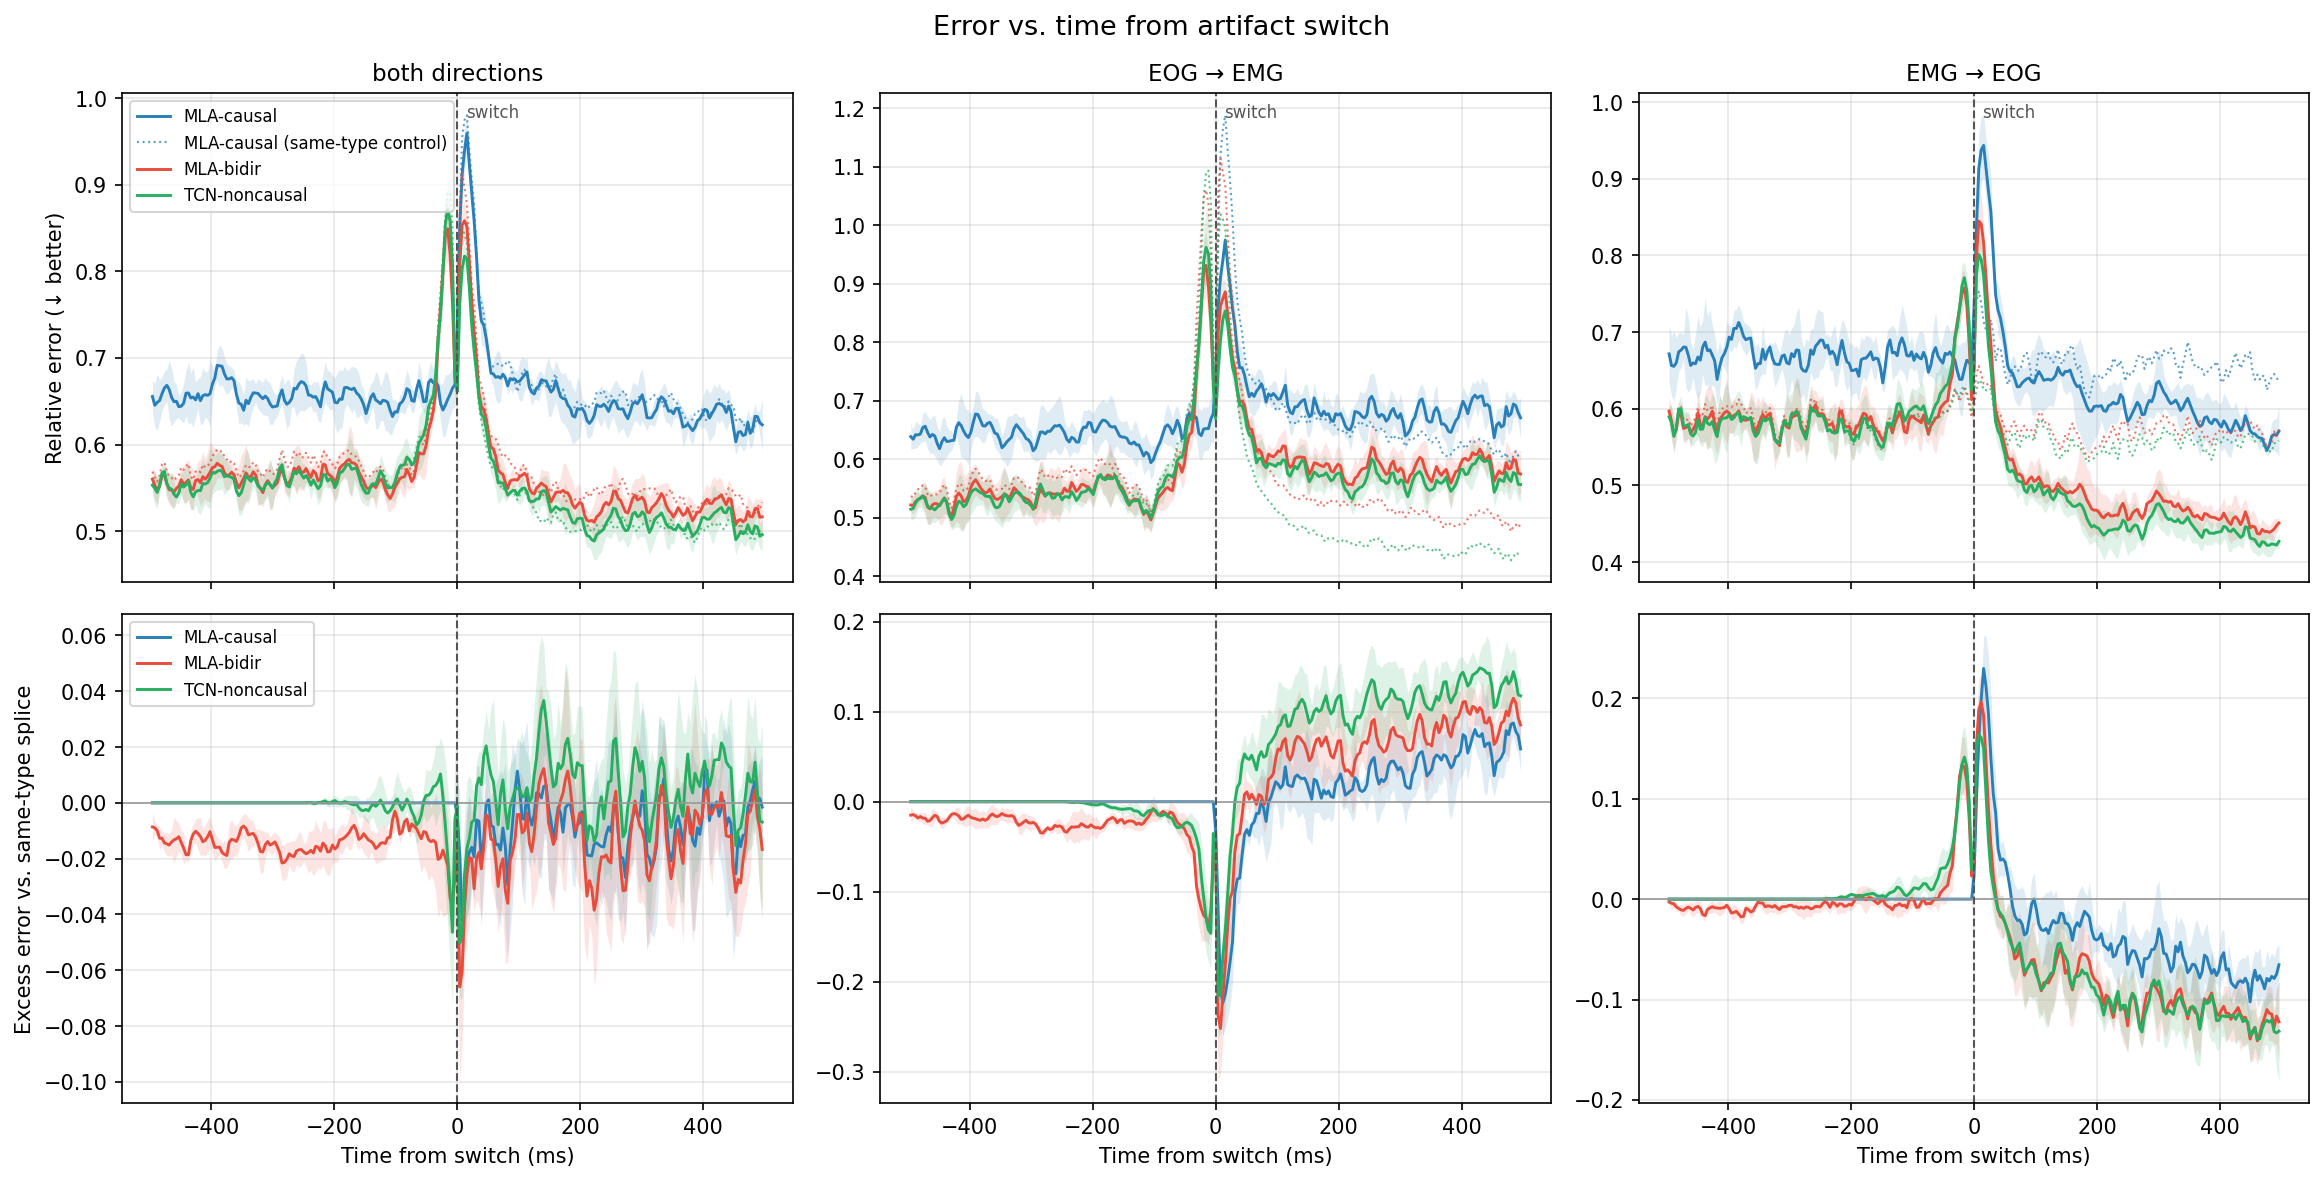 Error vs. time from artifact switch
both directions
EOG → EMG
EMG → EOG
Relative error (↓ better)
1.0
0.9
0.8
0.7
0.6
0.5
MLA-causal
MLA-causal (same-type control)
MLA-bidir
TCN-noncausal
switch
1.2
1.1
1.0
0.9
0.8
0.7
0.6
0.5
0.4
switch
1.0
0.9
0.8
0.7
0.6
0.5
0.4
switch
Excess error vs. same-type splice
0.06
0.04
0.02
0.00
−0.02
−0.04
−0.06
−0.08
−0.10
MLA-causal
MLA-bidir
TCN-noncausal
−400 −200 0 200 400
Time from switch (ms)
0.2
0.1
0.0
−0.1
−0.2
−0.3
−400 −200 0 200 400
Time from switch (ms)
0.2
0.1
0.0
−0.1
−0.2
−400 −200 0 200 400
Time from switch (ms)